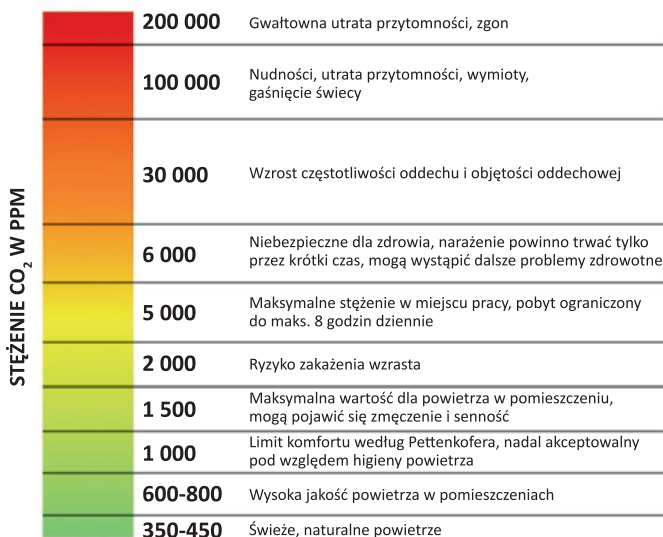 STĘŻENIE CO₂ W PPM
200 000 Gwałtowna utrata przytomności, zgon
100 000 Nudności, utrata przytomności, wymioty,
gaśnięcie świecy
30 000 Wzrost częstotliwości oddechu i objętości oddechowej
6 000 Niebezpieczne dla zdrowia, narażenie powinno trwać tylko
przez krótki czas, mogą wystąpić dalsze problemy zdrowotne
5 000 Maksymalne stężenie w miejscu pracy, pobyt ograniczony
do maks. 8 godzin dziennie
2 000 Ryzyko zakażenia wzrasta
1 500 Maksymalna wartość dla powietrza w pomieszczeniu,
mogą pojawić się zmęczenie i senność
1 000 Limit komfortu według Pettenkofera, nadal akceptowalny
pod względem higieny powietrza
600-800 Wysoka jakość powietrza w pomieszczeniach
350-450 Świeże, naturalne powietrze